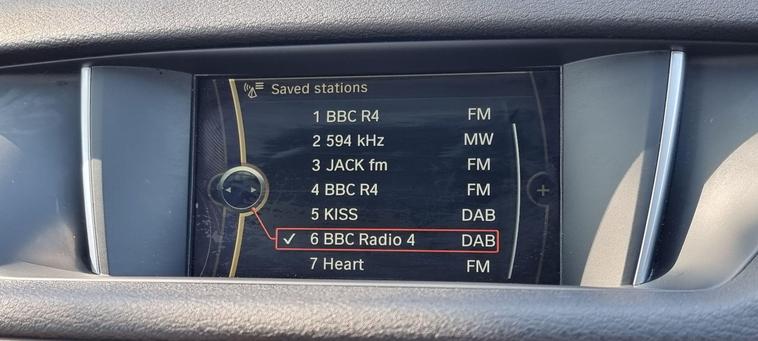 Saved stations
1 BBC R4 FM
2 594 kHz MW
3 JACK fm FM
4 BBC R4 FM
5 KISS DAB
✓ 6 BBC Radio 4 DAB
7 Heart FM